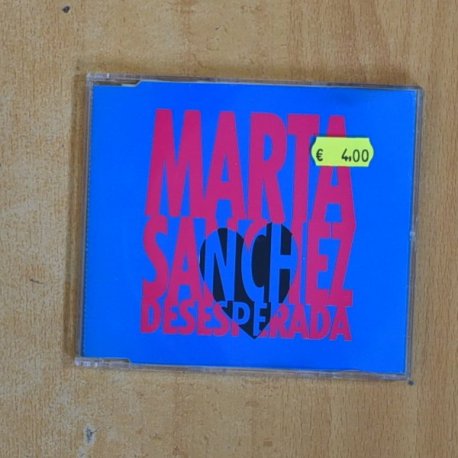 MARTA
€ 4,00
SANCHEZ
DESESPERADA